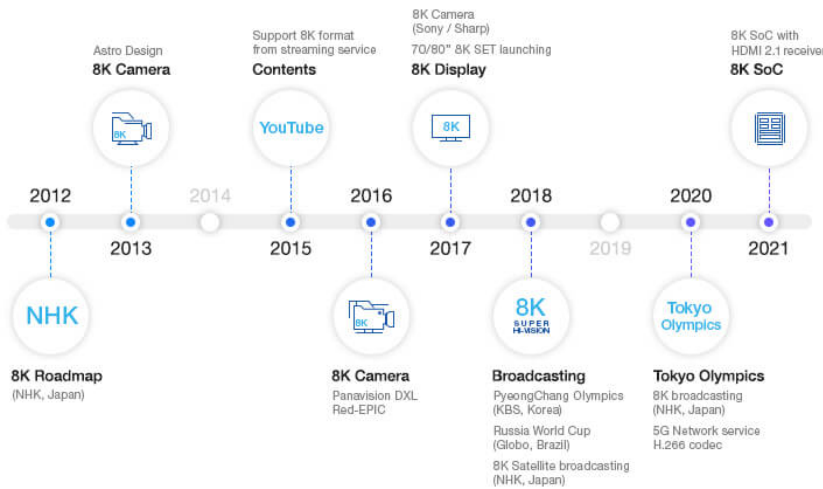 8K Camera
(Sony / Sharp)
Astro Design
8K Camera
Support 8K format
from streaming service
Contents
70/80" 8K SET launching
8K Display
8K SoC with
HDMI 2.1 receiver
8K SoC
8K
YouTube
8K
2012
2014
2016
2018
2020
2013
2015
2017
2019
2021
NHK
8K
8K
SUPER
HI-VISION
Tokyo
Olympics
8K Roadmap
(NHK, Japan)
8K Camera
Panavision DXL
Red-EPIC
Broadcasting
PyeongChang Olympics
(KBS, Korea)
Russia World Cup
(Globo, Brazil)
8K Satellite broadcasting
(NHK, Japan)
Tokyo Olympics
8K broadcasting
(NHK, Japan)
5G Network service
H.266 codec